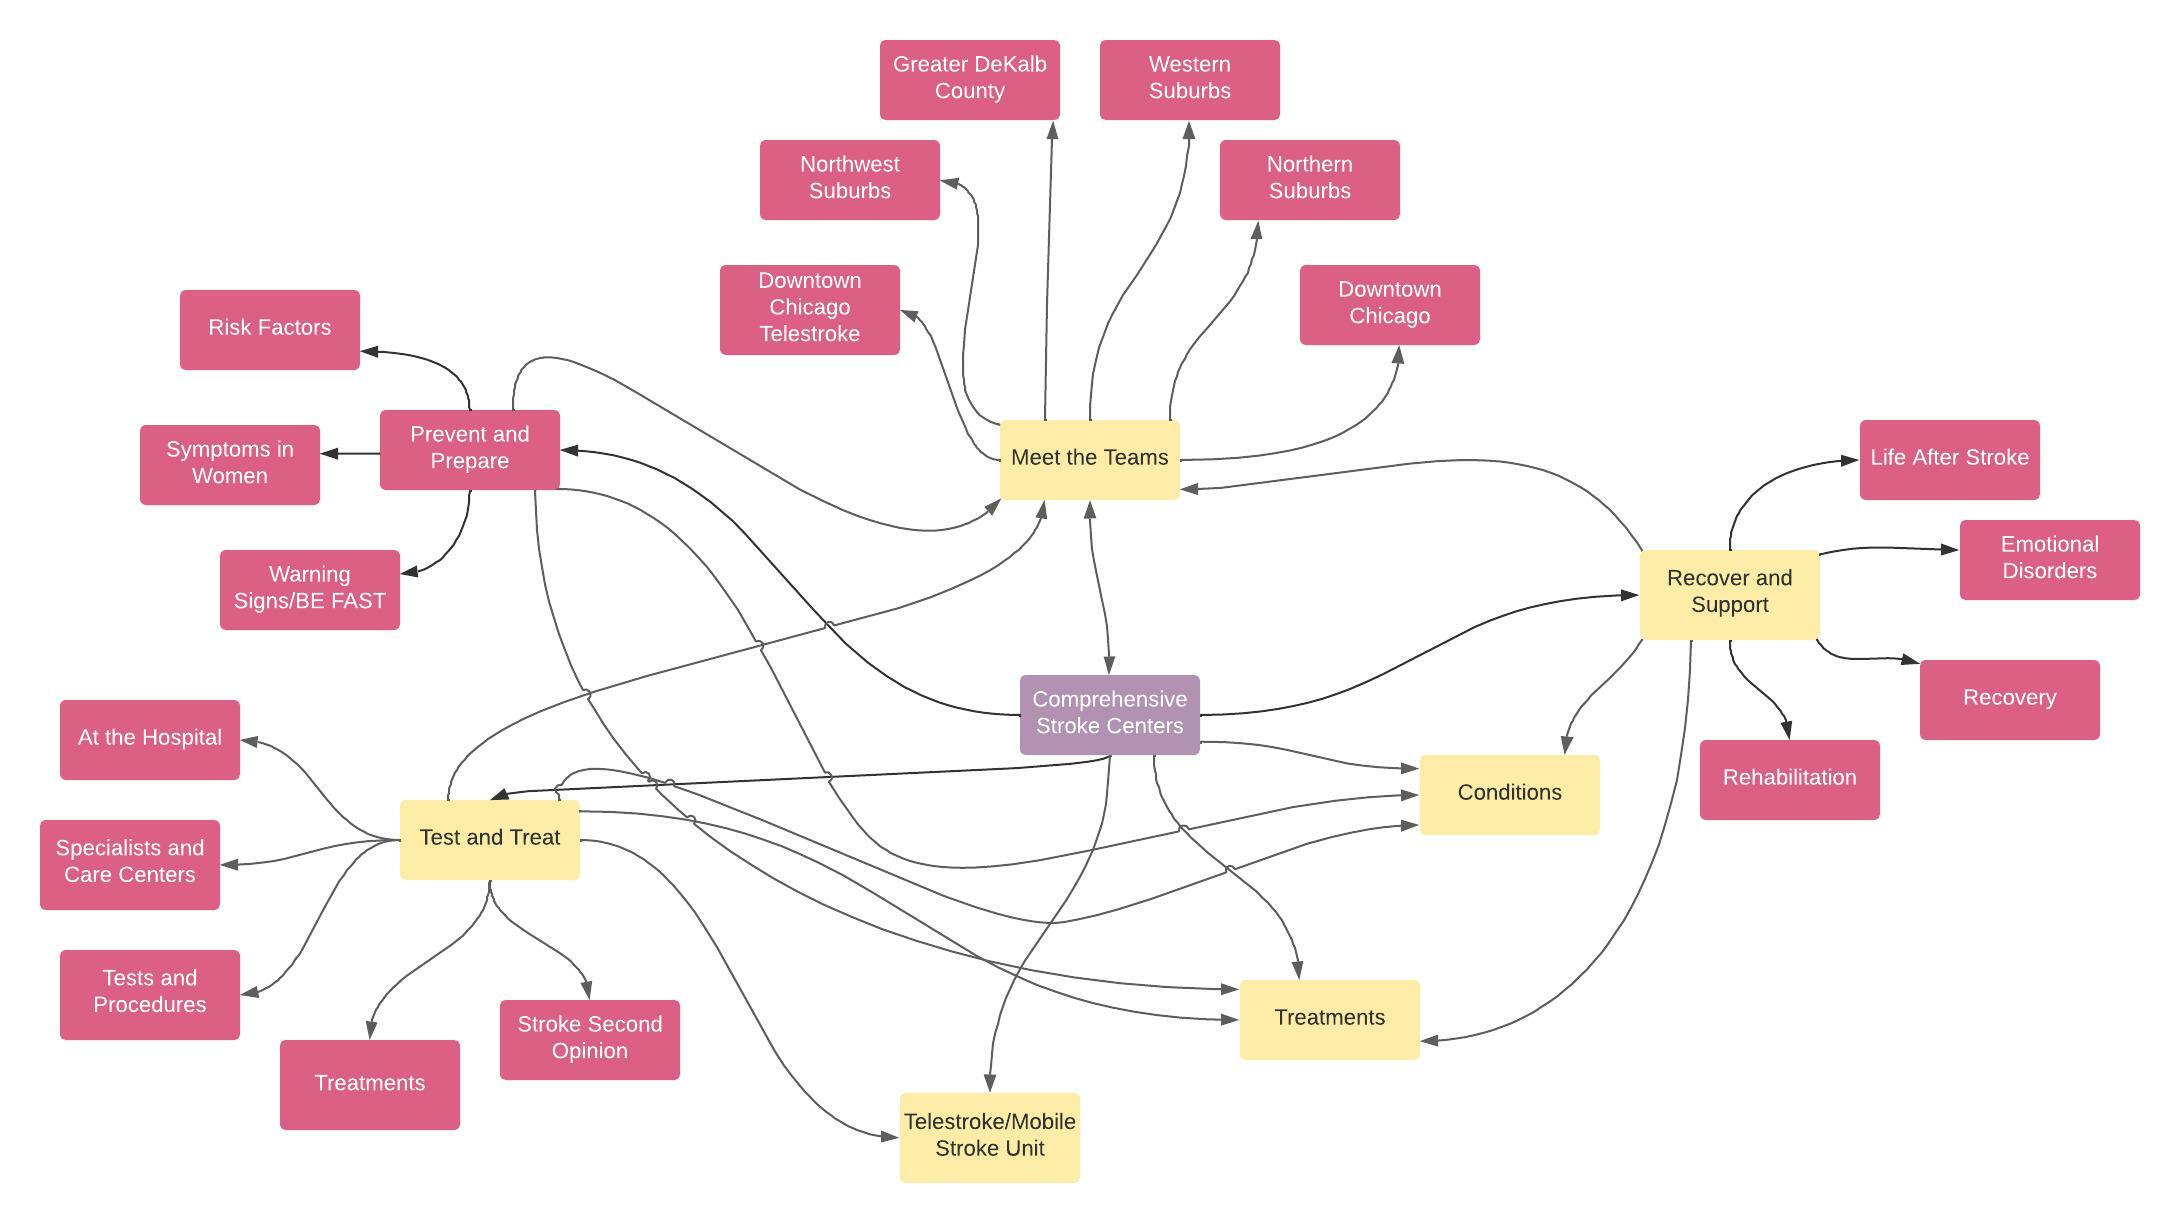 Greater DeKalb
County
Western
Suburbs
Northwest
Suburbs
Northern
Suburbs
Downtown
Chicago
Telestroke
Downtown
Chicago
Risk Factors
Prevent and
Prepare
Symptoms in
Women
Warning
Signs/BE FAST
Meet the Teams
Life After Stroke
Emotional
Disorders
Recover and
Support
Recovery
Rehabilitation
Comprehensive
Stroke Centers
Conditions
At the Hospital
Test and Treat
Specialists and
Care Centers
Tests and
Procedures
Treatments
Stroke Second
Opinion
Treatments
Telestroke/Mobile
Stroke Unit